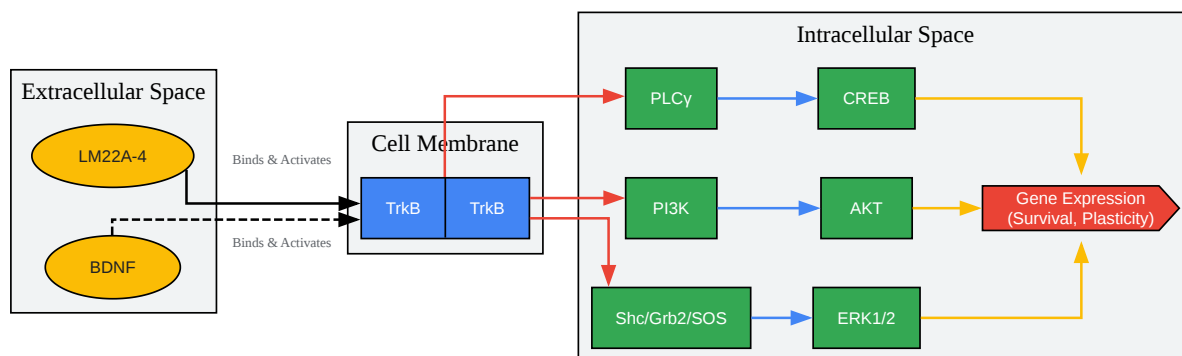 Extracellular Space
LM22A-4
BDNF
Binds & Activates
Binds & Activates
Cell Membrane
TrkB
TrkB
Intracellular Space
PLCγ
CREB
PI3K
AKT
Gene Expression
(Survival, Plasticity)
Shc/Grb2/SOS
ERK1/2